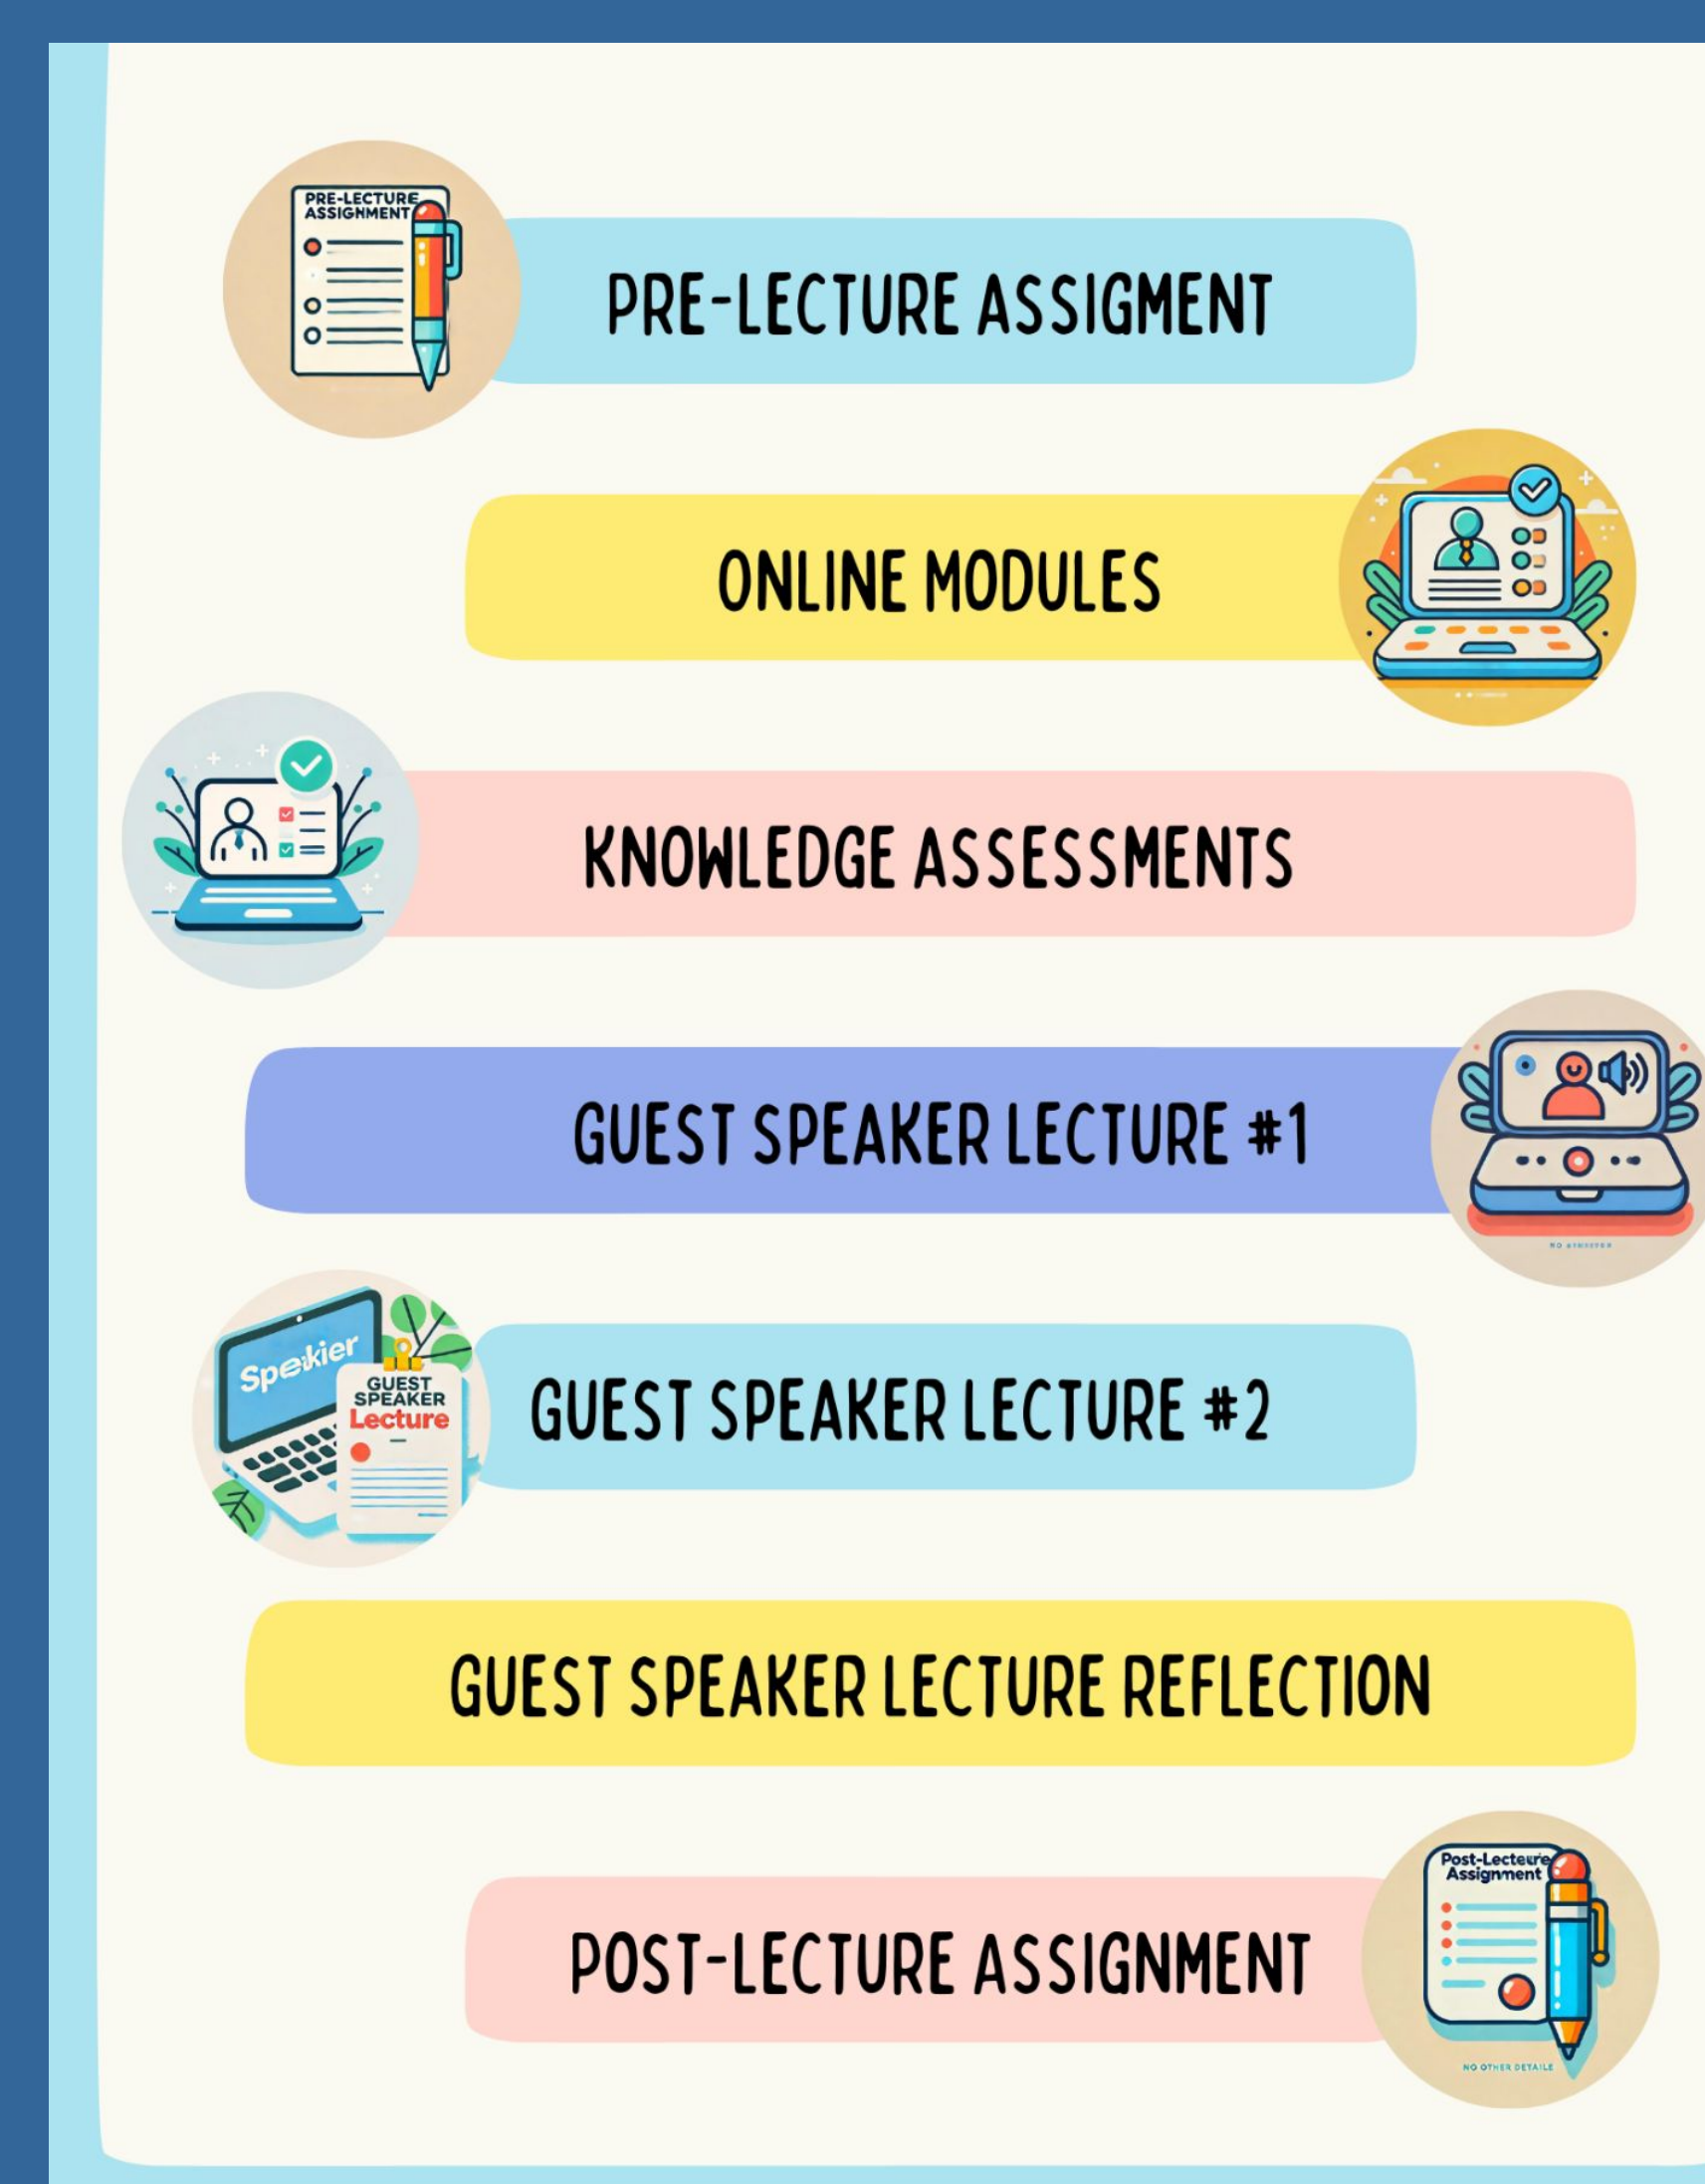 PRE-LECTURE
ASSIGNMENT
PRE-LECTURE ASSIGMENT
ONLINE MODULES
KNOWLEDGE ASSESSMENTS
GUEST SPEAKER LECTURE #1
Speikier
GUEST
SPEAKER
Lecture
GUEST SPEAKER LECTURE #2
GUEST SPEAKER LECTURE REFLECTION
Post-Lecteure
Assignment
POST-LECTURE ASSIGNMENT
NO OTHER DETAILE